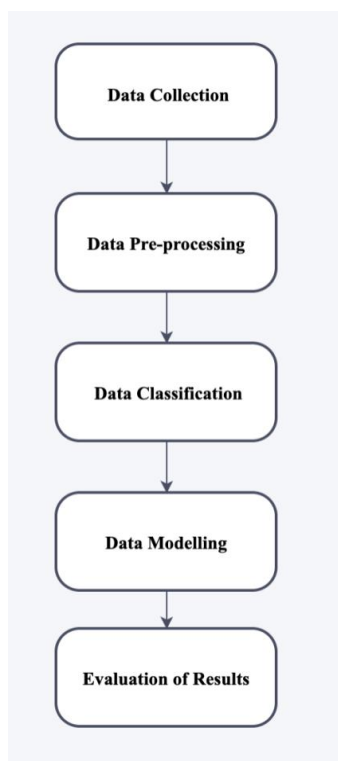 Data Collection
Data Pre-processing
Data Classification
Data Modelling
Evaluation of Results